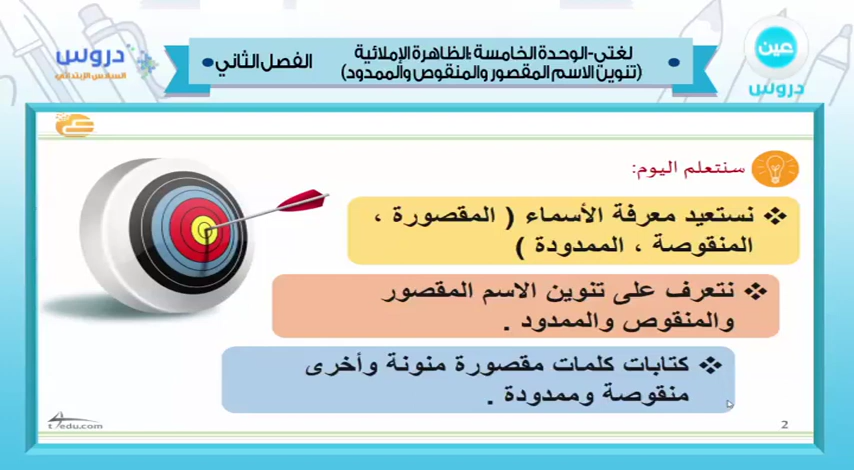 لغتي-الوحدة الخامسة :الظاهرة الإملائية
(تنوين الاسم المقصور والمنقوص والممدود)
الفصل الثاني
عين
دروس
دروس
السادس الإبتدائي
سنتعلم اليوم:
❖ نستعيد معرفة الأسماء ( المقصورة ،
المنقوصة ، الممدودة )
❖ نتعرف على تنوين الاسم المقصور
والمنقوص والممدود .
❖ كتابات كلمات مقصورة منونة وأخرى
منقوصة وممدودة .
t4edu.com
2